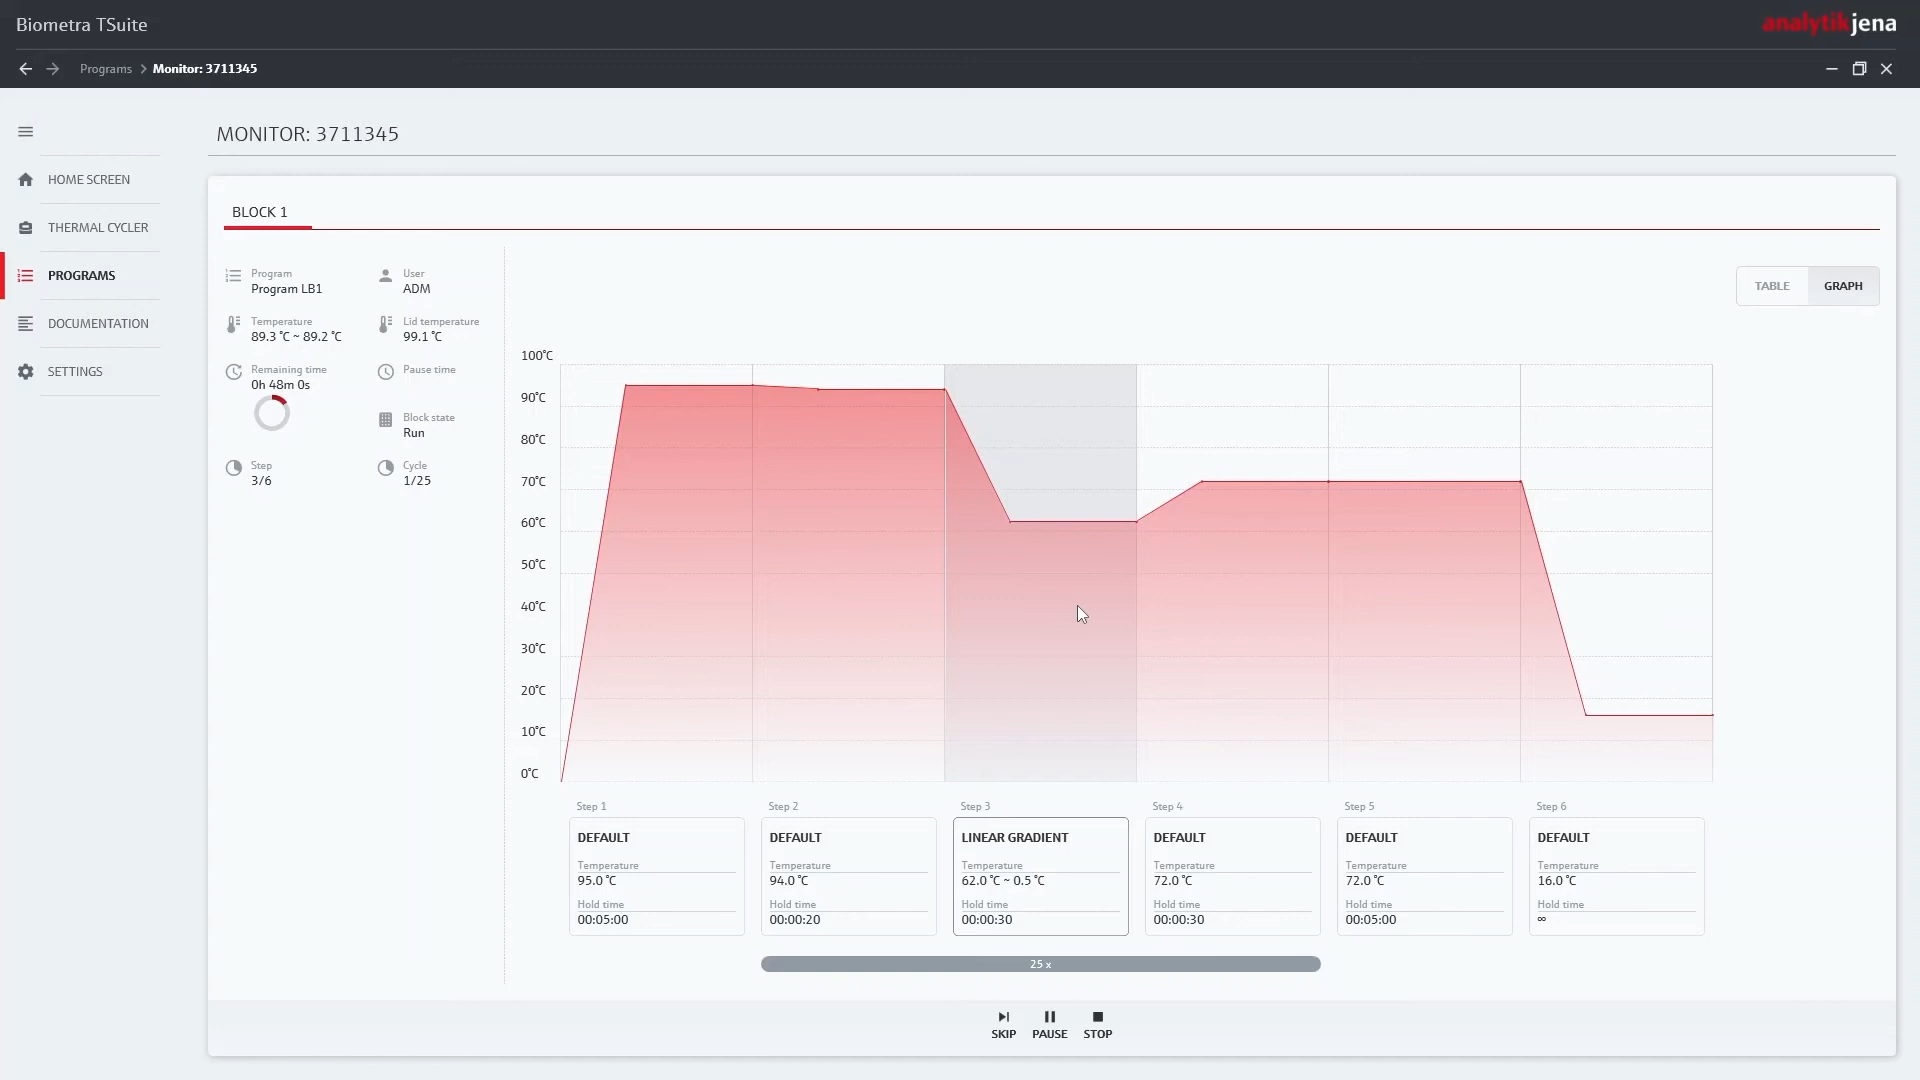 Biometra TSuite
analytikjena
Programs > Monitor: 3711345
MONITOR: 3711345
HOME SCREEN
THERMAL CYCLER
PROGRAMS
DOCUMENTATION
SETTINGS
BLOCK 1
Program
Program LB1
User
ADM
Temperature
89.3 °C ~ 89.2 °C
Lid temperature
99.1 °C
Remaining time
0h 48m 0s
Pause time
Block state
Run
Step
3/6
Cycle
1/25
TABLE
GRAPH
100°C
90°C
80°C
70°C
60°C
50°C
40°C
30°C
20°C
10°C
0°C
Step 1
DEFAULT
Temperature
95.0 °C
Hold time
00:05:00
Step 2
DEFAULT
Temperature
94.0 °C
Hold time
00:00:20
Step 3
LINEAR GRADIENT
Temperature
62.0 °C ~ 0.5 °C
Hold time
00:00:30
Step 4
DEFAULT
Temperature
72.0 °C
Hold time
00:00:30
Step 5
DEFAULT
Temperature
72.0 °C
Hold time
00:05:00
Step 6
DEFAULT
Temperature
16.0 °C
Hold time
∞
25 x
SKIP
PAUSE
STOP